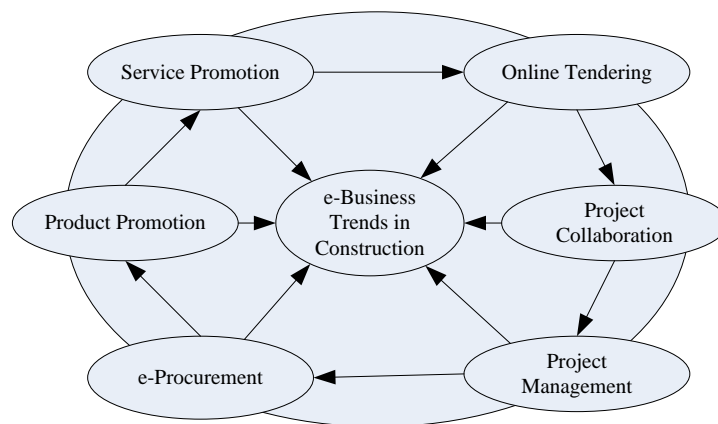 Service Promotion
Online Tendering
e-Business
Trends in
Construction
Product Promotion
Project
Collaboration
e-Procurement
Project
Management